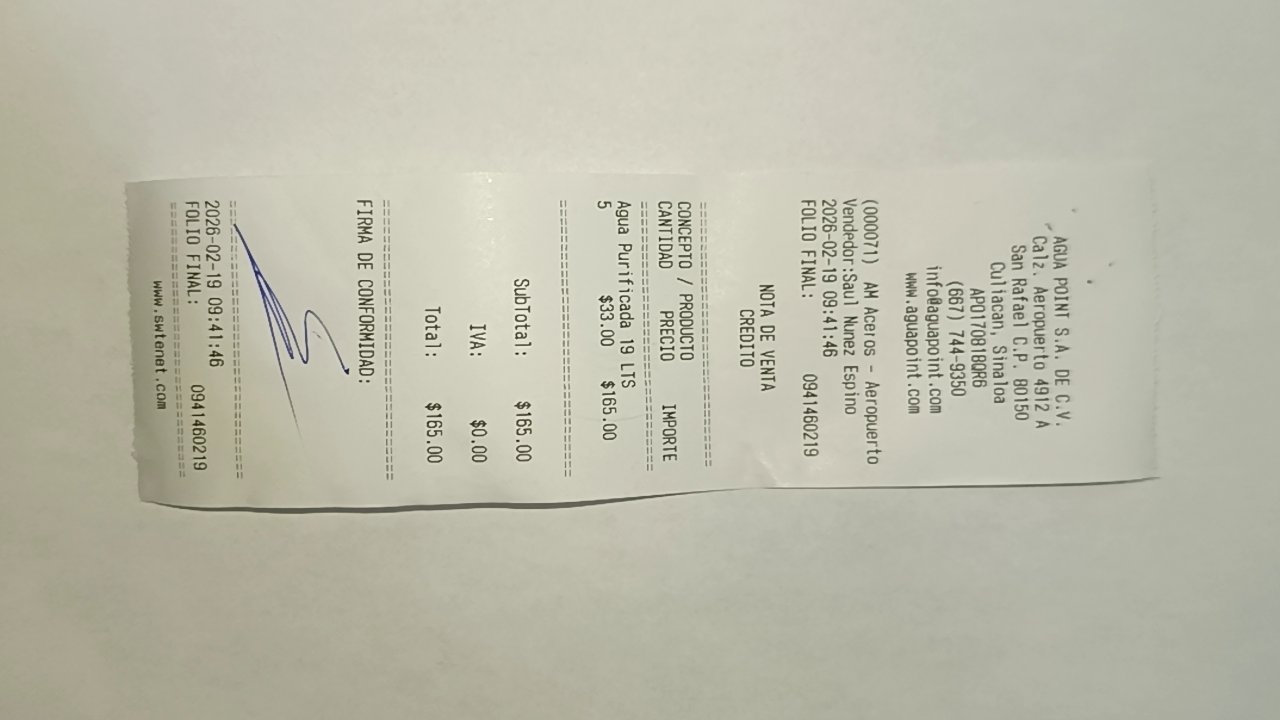 AGUA POINT S.A. DE C.V.
Calz. Aeropuerto 4912 A
San Rafael C.P. 80150
Culiacan, Sinaloa
APO170818QR6
(667) 744-9350
info@aguapoint.com
www.aguapoint.com
(0000711) AM Aceros - Aeropuerto
Vendedor:Saul Nunez Espino
2026-02-19 09:41:46
FOLIO FINAL: 0941460219
NOTA DE VENTA
CREDITO
CONCEPTO / PRODUCTO
CANTIDAD PRECIO IMPORTE
Agua Purificada 19 LTS
5 $33.00 $165.00
SubTotal: $165.00
IVA: $0.00
Total: $165.00
FIRMA DE CONFORMIDAD:
2026-02-19 09:41:46
FOLIO FINAL: 0941460219
www.swtenet.com